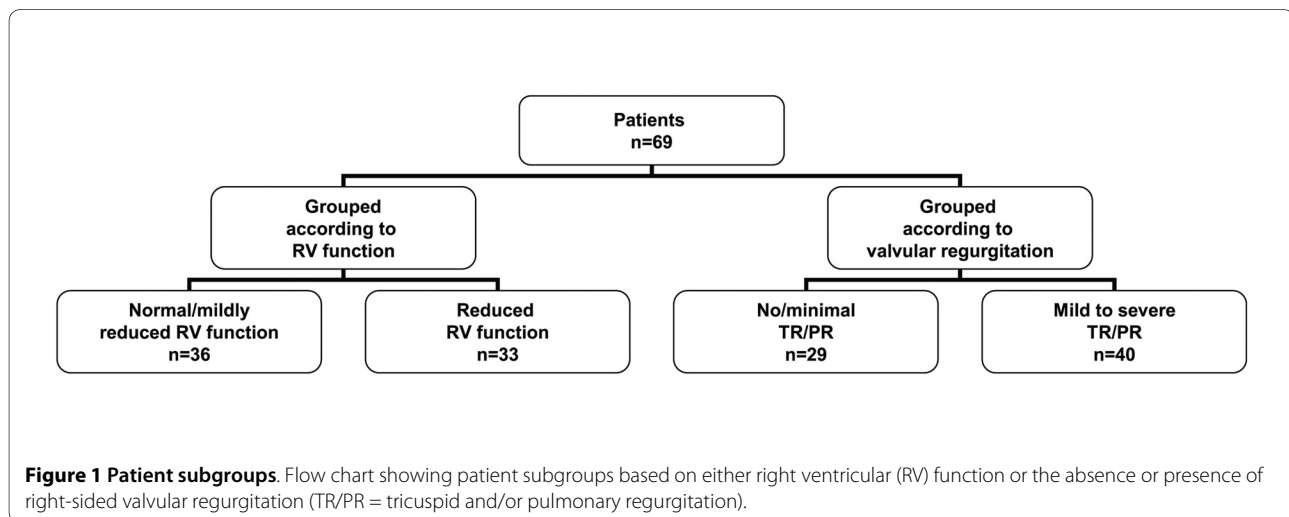 Patients
n=69
Grouped
according to
RV function
Grouped
according to
valvular regurgitation
Normal/mildly
reduced RV function
n=36
Reduced
RV function
n=33
No/minimal
TR/PR
n=29
Mild to severe
TR/PR
n=40
Figure 1 Patient subgroups. Flow chart showing patient subgroups based on either right ventricular (RV) function or the absence or presence of
right-sided valvular regurgitation (TR/PR = tricuspid and/or pulmonary regurgitation).